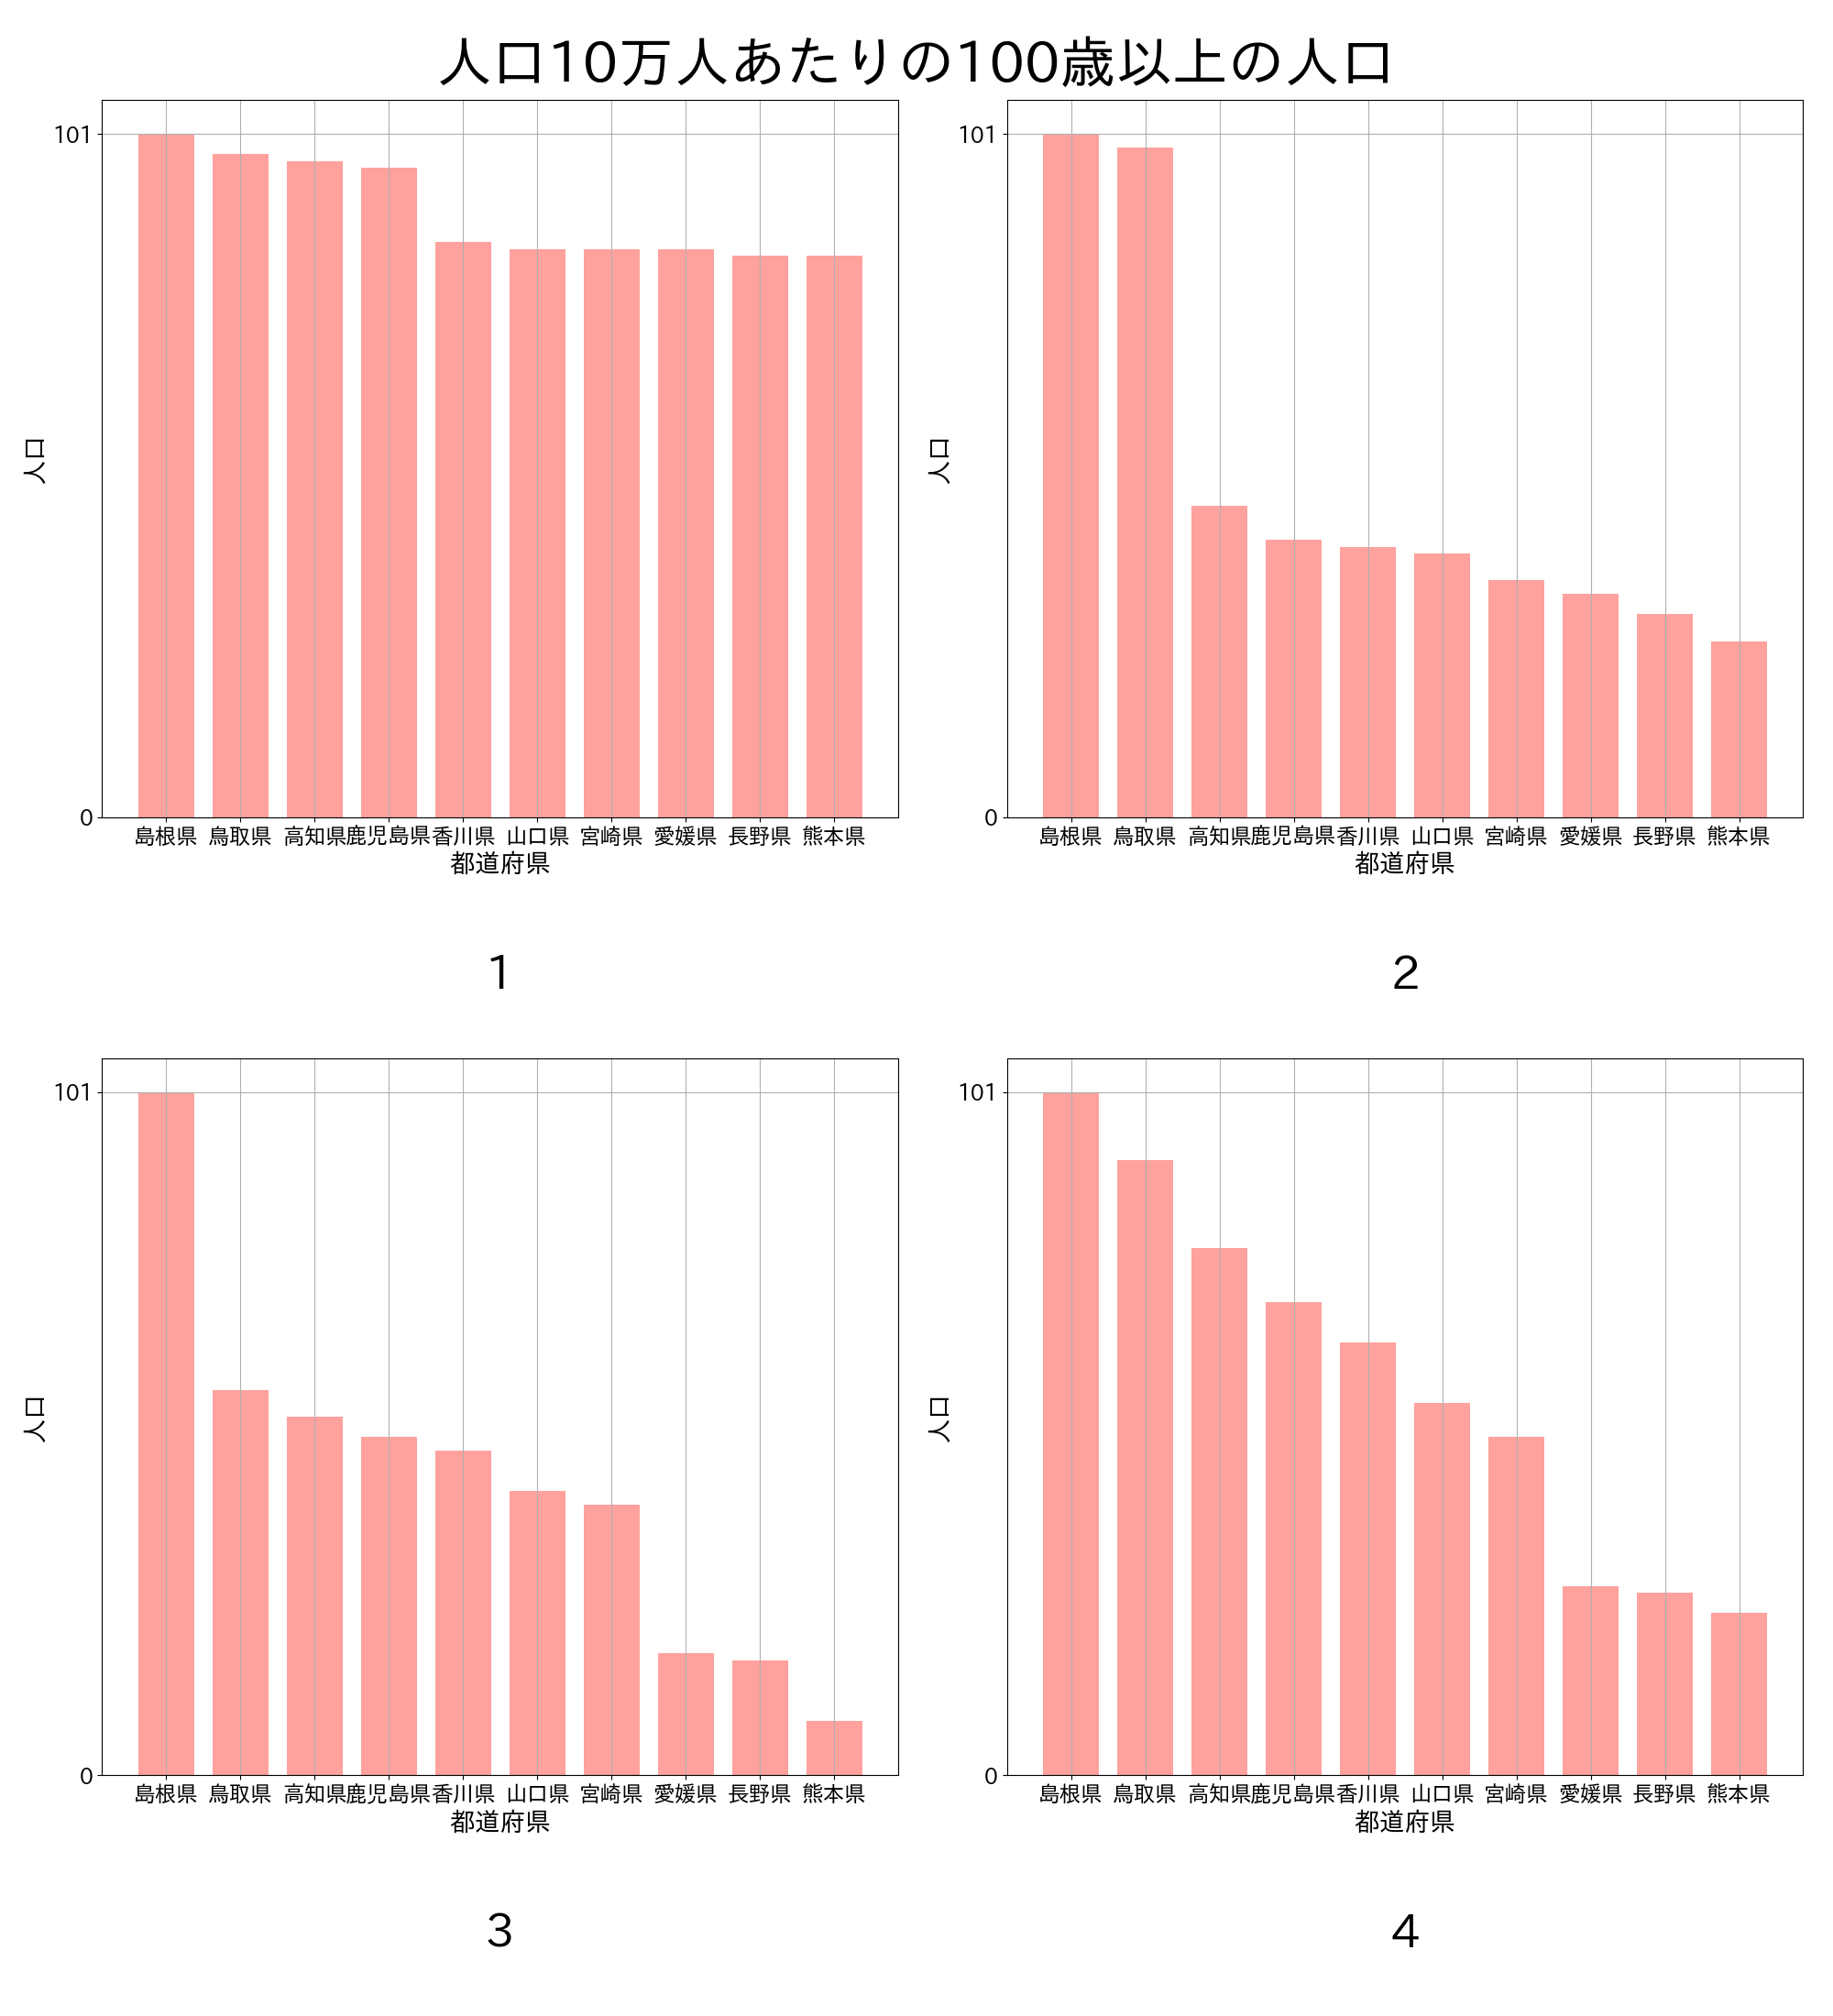 人口10万人あたりの100歳以上の人口
101
人口
0
島根県 鳥取県 高知県 鹿児島県 香川県 山口県 宮崎県 愛媛県 長野県 熊本県
都道府県
1
101
人口
0
島根県 鳥取県 高知県 鹿児島県 香川県 山口県 宮崎県 愛媛県 長野県 熊本県
都道府県
2
101
人口
0
島根県 鳥取県 高知県 鹿児島県 香川県 山口県 宮崎県 愛媛県 長野県 熊本県
都道府県
3
101
人口
0
島根県 鳥取県 高知県 鹿児島県 香川県 山口県 宮崎県 愛媛県 長野県 熊本県
都道府県
4